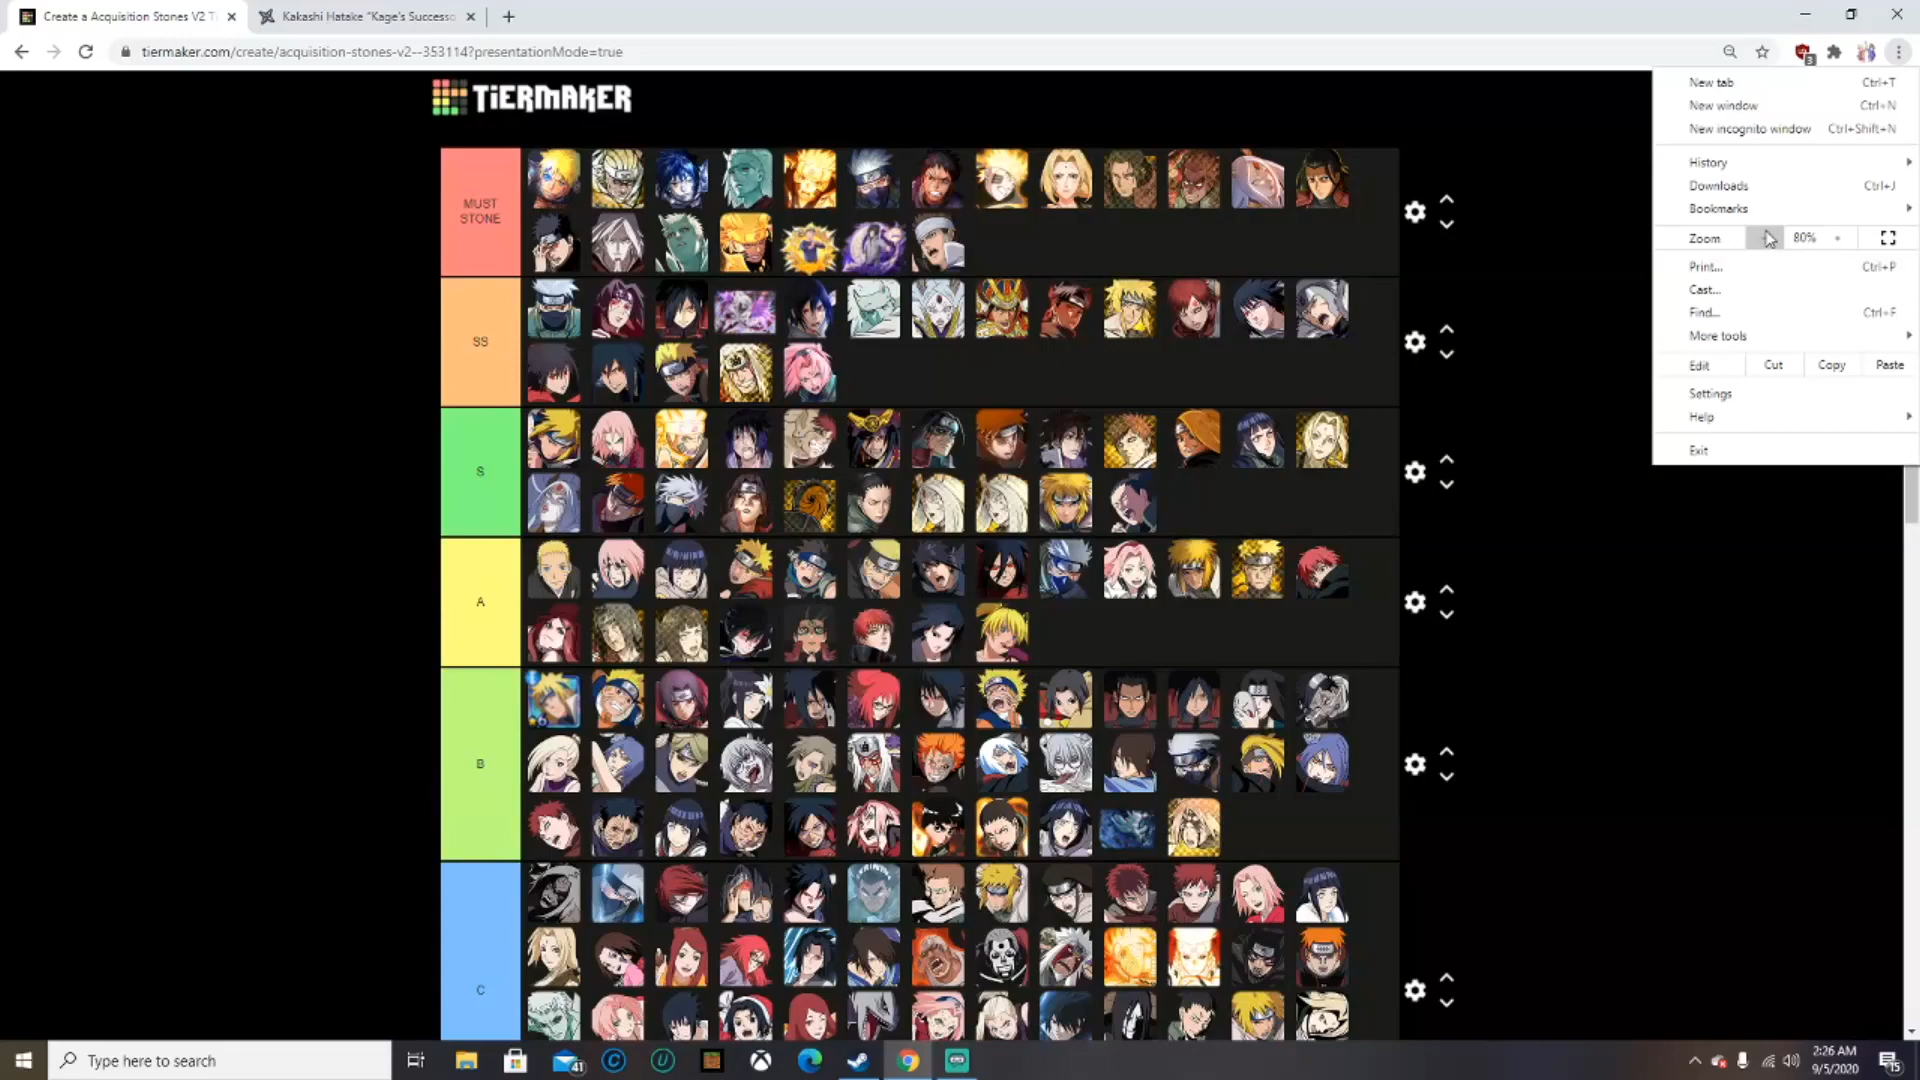 Create a Acquisition Stones V2 T
Kakashi Hatake "Kage's Successo
tiermaker.com/create/acquisition-stones-v2--353114?presentationMode=true
3
TiERMAKER
New tab Ctrl+T
New window Ctrl+N
New incognito window Ctrl+Shift+N
History
Downloads Ctrl+J
Bookmarks
Zoom 80% +
Print... Ctrl+P
Cast...
Find... Ctrl+F
More tools
Edit Cut Copy Paste
Settings
Help
Exit
MUST STONE
SS
S
A
B
C
Type here to search
41
2:26 AM
9/5/2020
15